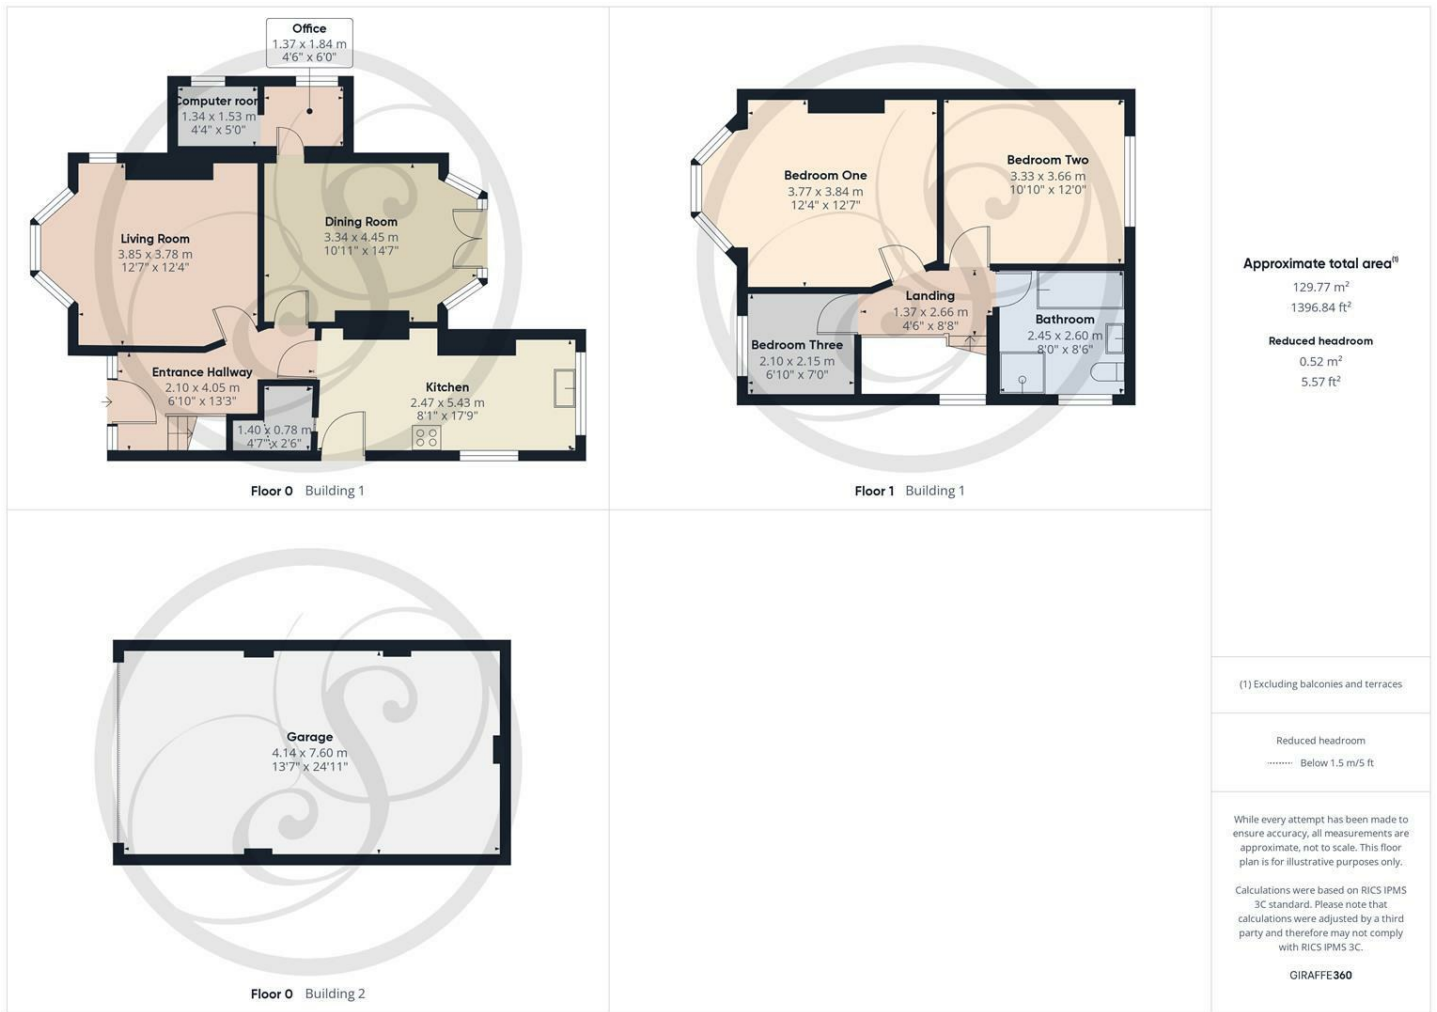 Office
1.37 x 1.84 m
4'6" x 6'0"
Computer room
1.34 x 1.53 m
4'4" x 5'0"
Living Room
3.85 x 3.78 m
12'7" x 12'4"
Dining Room
3.34 x 4.45 m
10'11" x 14'7"
Entrance Hallway
2.10 x 4.05 m
6'10" x 13'3"
1.40 x 0.78 m
4'7" x 2'6"
Kitchen
2.47 x 5.43 m
8'1" x 17'9"
Floor 0 Building 1
Bedroom One
3.77 x 3.84 m
12'4" x 12'7"
Bedroom Two
3.33 x 3.66 m
10'10" x 12'0"
Landing
1.37 x 2.66 m
4'6" x 8'8"
Bathroom
2.45 x 2.60 m
8'0" x 8'6"
Bedroom Three
2.10 x 2.15 m
6'10" x 7'0"
Floor 1 Building 1
Garage
4.14 x 7.60 m
13'7" x 24'11"
Floor 0 Building 2
Approximate total area(1)
129.77 m²
1396.84 ft²
Reduced headroom
0.52 m²
5.57 ft²
(1) Excluding balconies and terraces
Reduced headroom
Below 1.5 m/5 ft
While every attempt has been made to
ensure accuracy, all measurements are
approximate, not to scale. This floor
plan is for illustrative purposes only.
Calculations were based on RICS IPMS
3C standard. Please note that
calculations were adjusted by a third
party and therefore may not comply
with RICS IPMS 3C.
GIRAFFE360